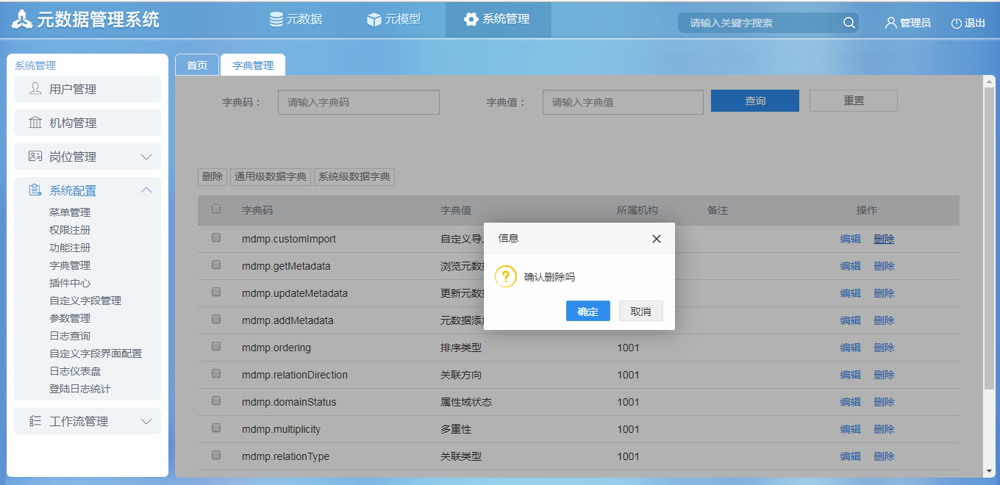 元数据管理系统 元数据 元模型 系统管理 请输入关键字搜索 管理员 退出
系统管理
用户管理
机构管理
岗位管理
系统配置
菜单管理
权限注册
功能注册
字典管理
插件中心
自定义字段管理
参数管理
日志查询
自定义字段界面配置
日志仪表盘
登陆日志统计
工作流管理
首页 字典管理
字典码： 请输入字典码 字典值： 请输入字典值 查询 重置
删除 通用级数据字典 系统级数据字典
字典码 字典值 所属机构 备注 操作
mdmp.customImport 自定义导 编辑 删除
mdmp.getMetadata 浏览元数 编辑 删除
mdmp.updateMetadata 更新元数 编辑 删除
mdmp.addMetadata 元数据添 编辑 删除
mdmp.ordering 排序类型 1001 编辑 删除
mdmp.relationDirection 关联方向 1001 编辑 删除
mdmp.domainStatus 属性域状态 1001 编辑 删除
mdmp.multiplicity 多重性 1001 编辑 删除
mdmp.relationType 关联类型 1001 编辑 删除
信息
确认删除吗
确定 取消